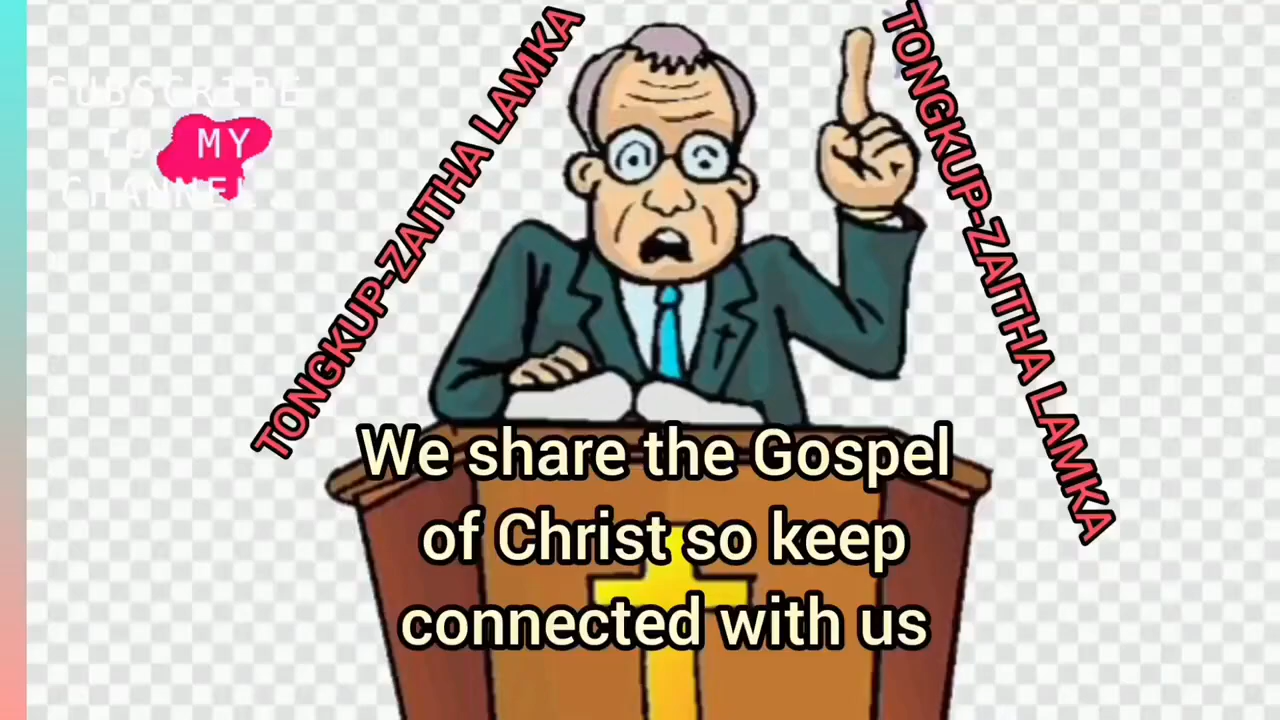 SUBSCRIBE
TO MY
CHANNEL
TONGKUP-ZAITHA LAMKA
TONGKUP-ZAITHA LAMKA
We share the Gospel
of Christ so keep
connected with us